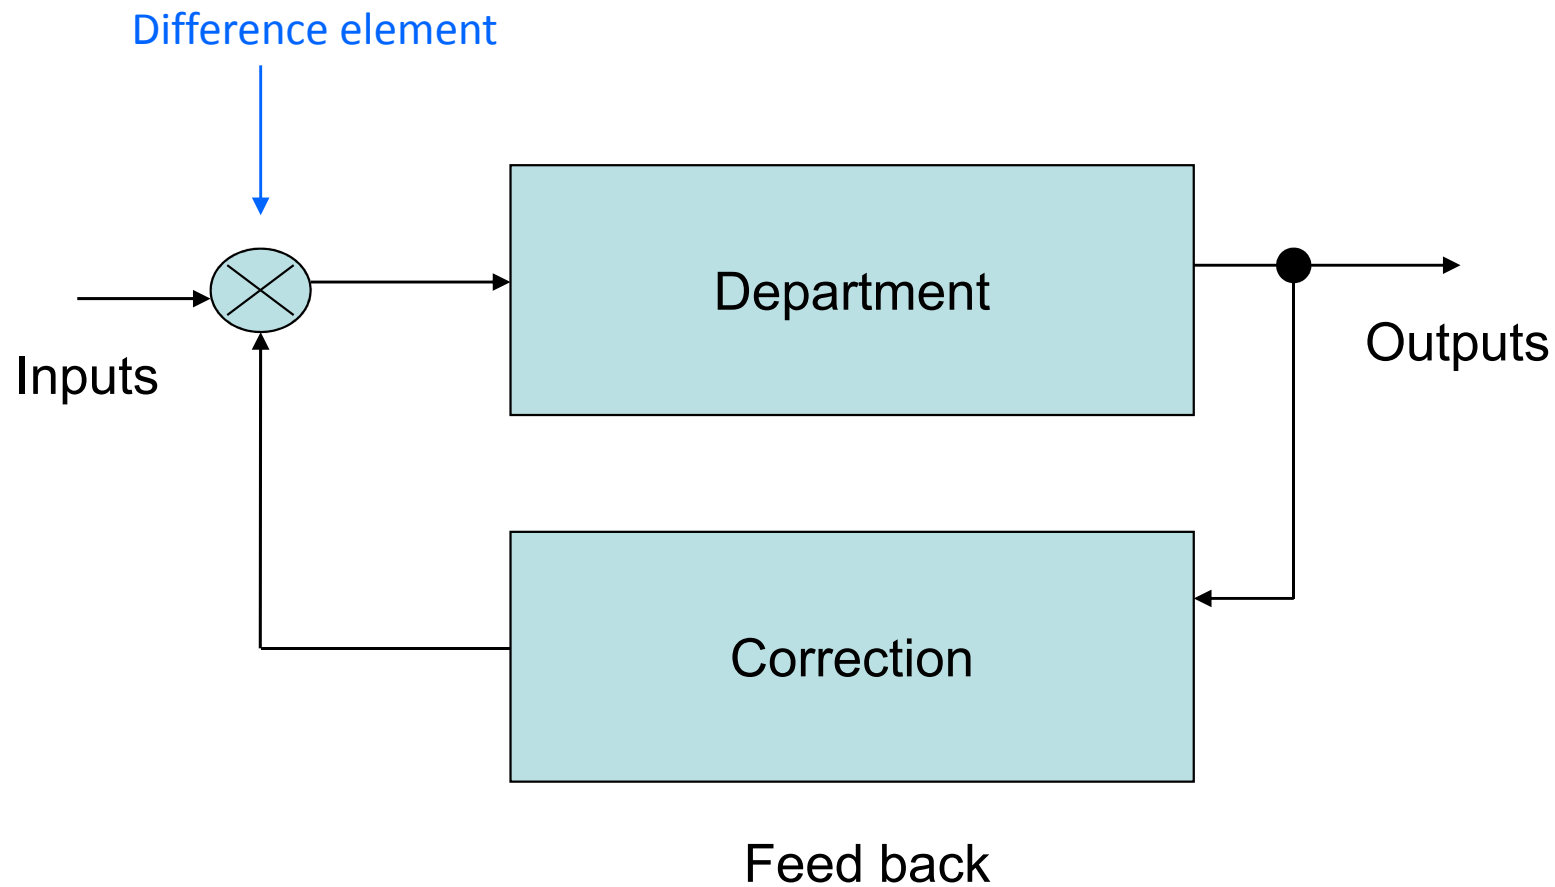 Difference element
Department
Outputs
Inputs
Correction
Feed back